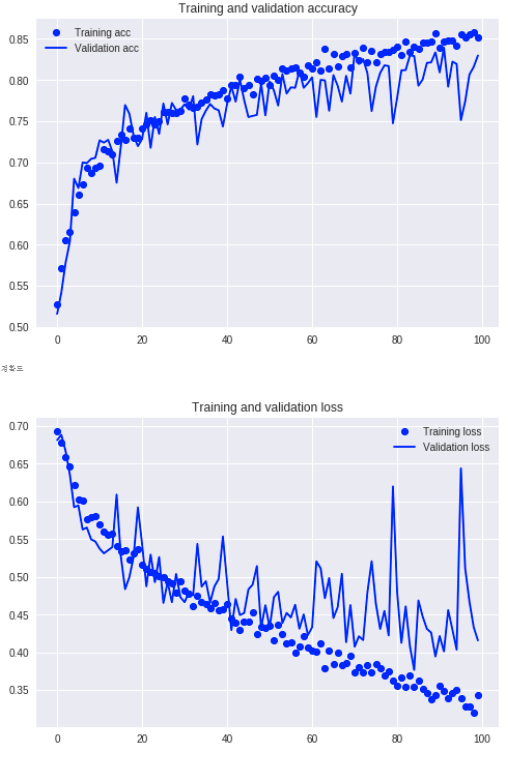 Training and validation accuracy
Training acc
Validation acc
0.85
0.80
0.75
0.70
0.65
0.60
0.55
0.50
0 20 40 60 80 100
정확도
Training and validation loss
Training loss
Validation loss
0.70
0.65
0.60
0.55
0.50
0.45
0.40
0.35
0 20 40 60 80 100